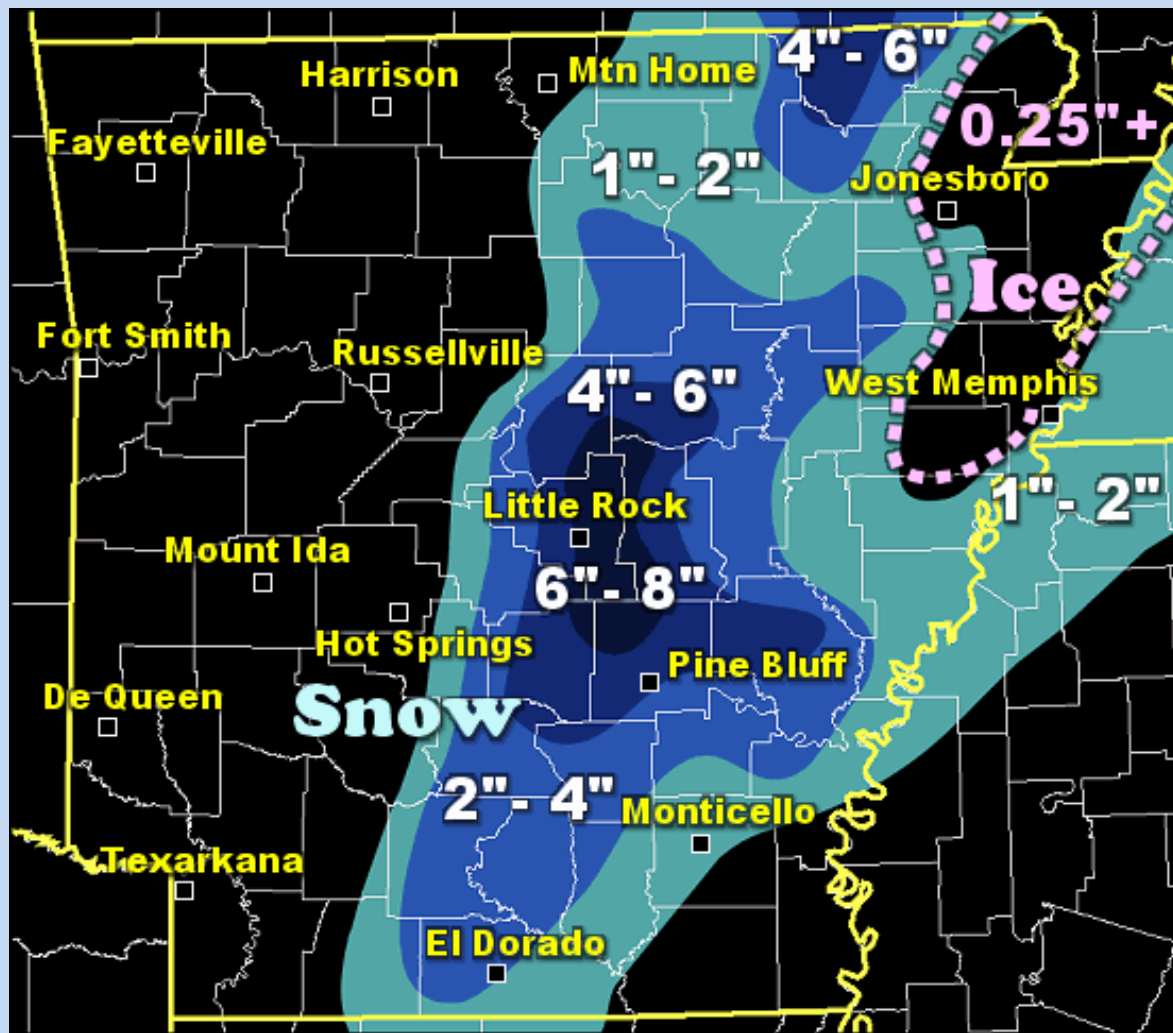 4"- 6"
Mtn Home
Harrison
0.25"+
Fayetteville
1"- 2"
Jonesboro
Ice
Fort Smith
Russellville
West Memphis
4" - 6"
1"- 2"
Little Rock
Mount Ida
6"- 8"
Hot Springs
Pine Bluff
De Queen
Snow
2"- 4"
Monticello
Texarkana
El Dorado